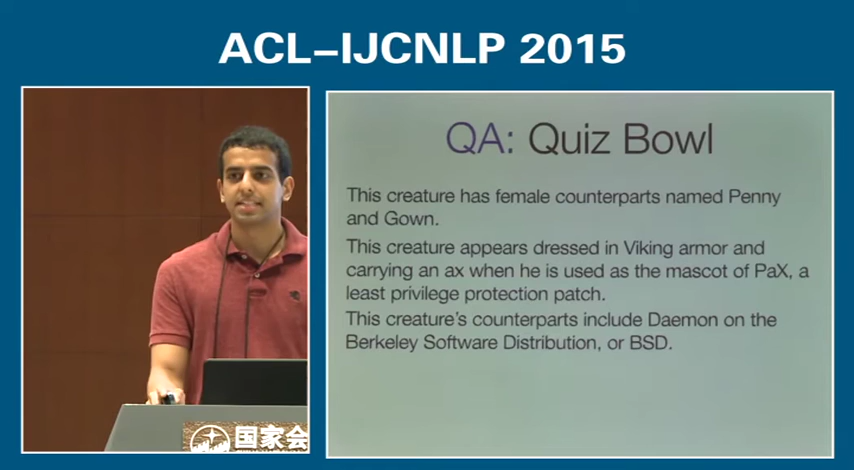 ACL-IJCNLP 2015
QA: Quiz Bowl
This creature has female counterparts named Penny
and Gown.
This creature appears dressed in Viking armor and
carrying an ax when he is used as the mascot of PaX, a
least privilege protection patch.
This creature's counterparts include Daemon on the
Berkeley Software Distribution, or BSD.
国家会